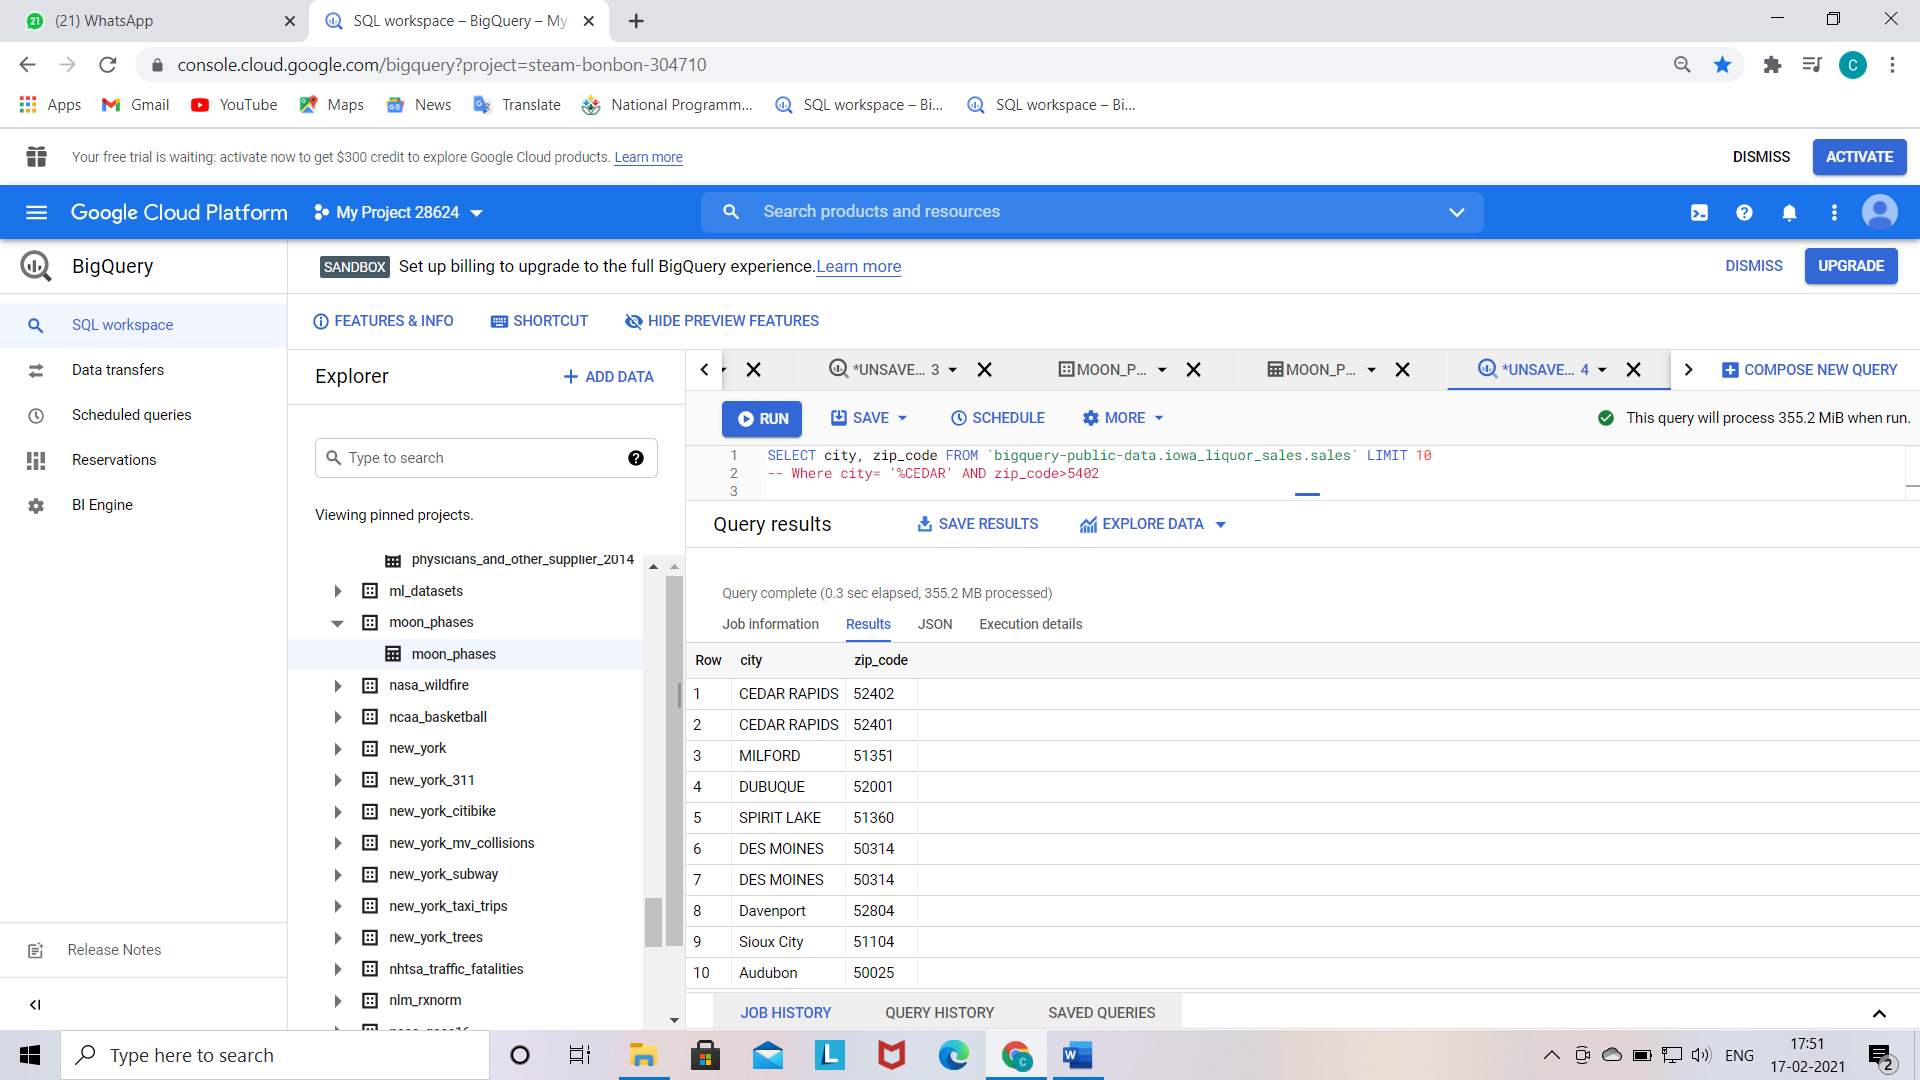 (21) WhatsApp
SQL workspace – BigQuery – My
console.cloud.google.com/bigquery?project=steam-bonbon-304710
C
Apps
Gmail
YouTube
Maps
News
Translate
National Programm...
SQL workspace – Bi...
SQL workspace – Bi...
Your free trial is waiting: activate now to get $300 credit to explore Google Cloud products. Learn more
DISMISS
ACTIVATE
Google Cloud Platform
My Project 28624
Search products and resources
BigQuery
SANDBOX Set up billing to upgrade to the full BigQuery experience. Learn more
DISMISS
UPGRADE
SQL workspace
Data transfers
Scheduled queries
Reservations
BI Engine
Release Notes
FEATURES & INFO
SHORTCUT
HIDE PREVIEW FEATURES
Explorer
ADD DATA
Type to search
Viewing pinned projects.
physicians_and_other_supplier_2014
ml_datasets
moon_phases
moon_phases
nasa_wildfire
ncaa_basketball
new_york
new_york_311
new_york_citibike
new_york_mv_collisions
new_york_subway
new_york_taxi_trips
new_york_trees
nhtsa_traffic_fatalities
nlm_rxnorm
*UNSAVE... 3
MOON_P...
MOON_P...
*UNSAVE... 4
COMPOSE NEW QUERY
RUN
SAVE
SCHEDULE
MORE
This query will process 355.2 MiB when run.
1 SELECT city, zip_code FROM `bigquery-public-data.iowa_liquor_sales.sales` LIMIT 10
2 -- Where city= '%CEDAR' AND zip_code>5402
3
Query results
SAVE RESULTS
EXPLORE DATA
Query complete (0.3 sec elapsed, 355.2 MB processed)
Job information
Results
JSON
Execution details
Row city zip_code
1 CEDAR RAPIDS 52402
2 CEDAR RAPIDS 52401
3 MILFORD 51351
4 DUBUQUE 52001
5 SPIRIT LAKE 51360
6 DES MOINES 50314
7 DES MOINES 50314
8 Davenport 52804
9 Sioux City 51104
10 Audubon 50025
JOB HISTORY
QUERY HISTORY
SAVED QUERIES
Type here to search
ENG
17:51
17-02-2021
2